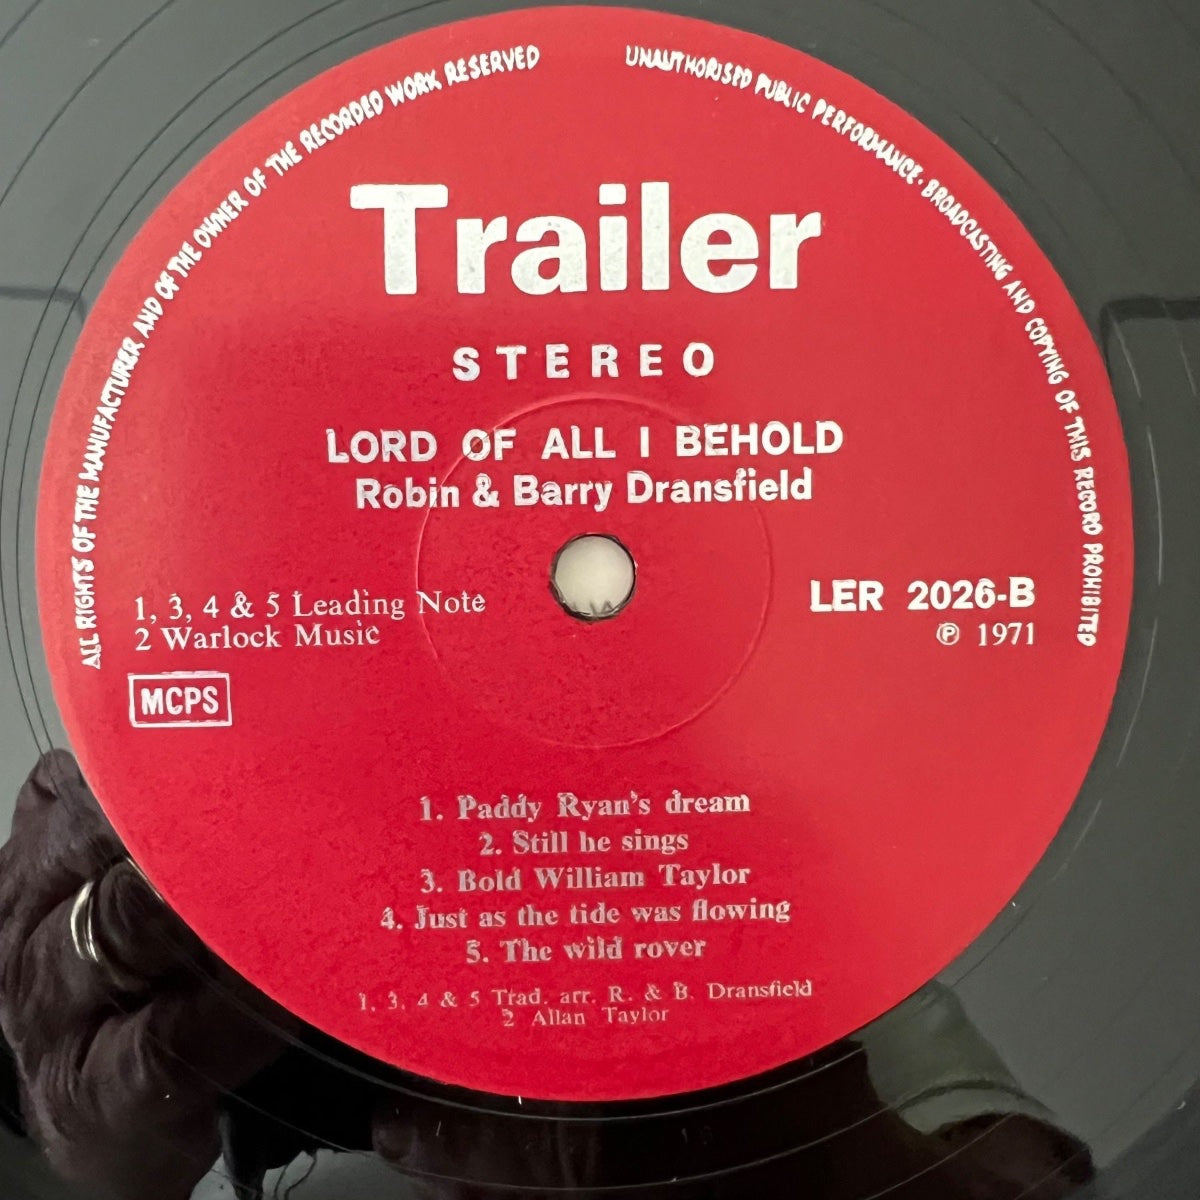 ALL RIGHTS OF THE MANUFACTURER AND OF THE OWNER OF THE RECORDED WORK RESERVED
UNAUTHORISED PUBLIC PERFORMANCE · BROADCASTING AND COPYING OF THIS RECORD PROHIBITED
Trailer
STEREO
LORD OF ALL I BEHOLD
Robin & Barry Dransfield
1, 3, 4 & 5 Leading Note
2 Warlock Music
MCPS
LER 2026-B
℗ 1971
1. Paddy Ryan's dream
2. Still he sings
3. Bold William Taylor
4. Just as the tide was flowing
5. The wild rover
1, 3, 4 & 5 Trad. arr. R. & B. Dransfield
2 Allan Taylor